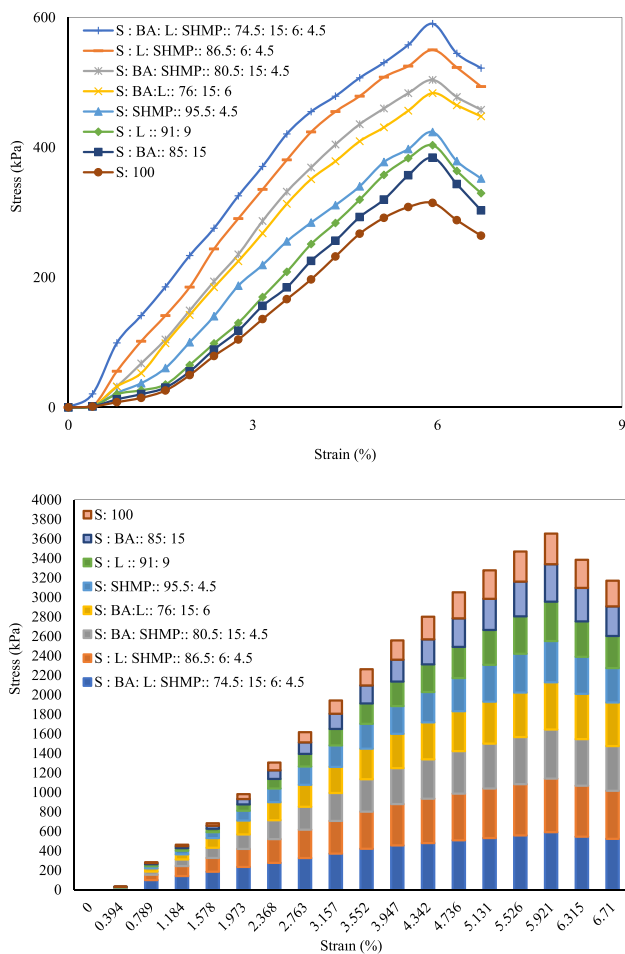 600
400
200
0
Stress (kPa)
S : BA: L: SHMP:: 74.5: 15: 6: 4.5
S : L: SHMP:: 86.5: 6: 4.5
S: BA: SHMP:: 80.5: 15: 4.5
S: BA:L:: 76: 15: 6
S: SHMP:: 95.5: 4.5
S : L :: 91: 9
S : BA:: 85: 15
S: 100
0 3 6 9
Strain (%)
4000
3800
3600
3400
3200
3000
2800
2600
2400
2200
2000
1800
1600
1400
1200
1000
800
600
400
200
0
Stress (kPa)
S: 100
S : BA:: 85: 15
S : L :: 91: 9
S: SHMP:: 95.5: 4.5
S: BA:L:: 76: 15: 6
S: BA: SHMP:: 80.5: 15: 4.5
S : L: SHMP:: 86.5: 6: 4.5
S : BA: L: SHMP:: 74.5: 15: 6: 4.5
0 0.394 0.789 1.184 1.578 1.973 2.368 2.763 3.157 3.552 3.947 4.342 4.736 5.131 5.526 5.921 6.315 6.71
Strain (%)